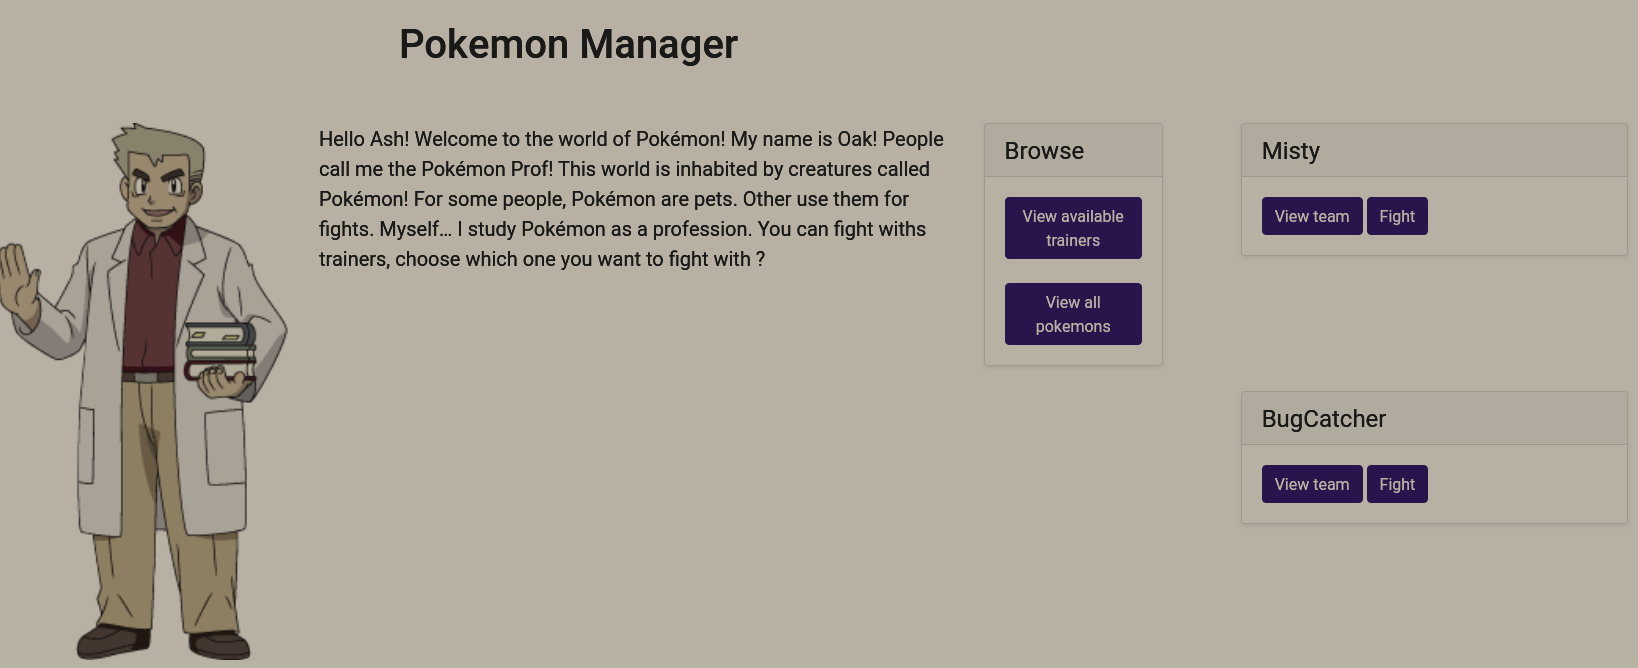 Pokemon Manager
Hello Ash! Welcome to the world of Pokémon! My name is Oak! People
call me the Pokémon Prof! This world is inhabited by creatures called
Pokémon! For some people, Pokémon are pets. Other use them for
fights. Myself... I study Pokémon as a profession. You can fight withs
trainers, choose which one you want to fight with ?
Browse
View available
trainers
View all
pokemons
Misty
View team Fight
BugCatcher
View team Fight